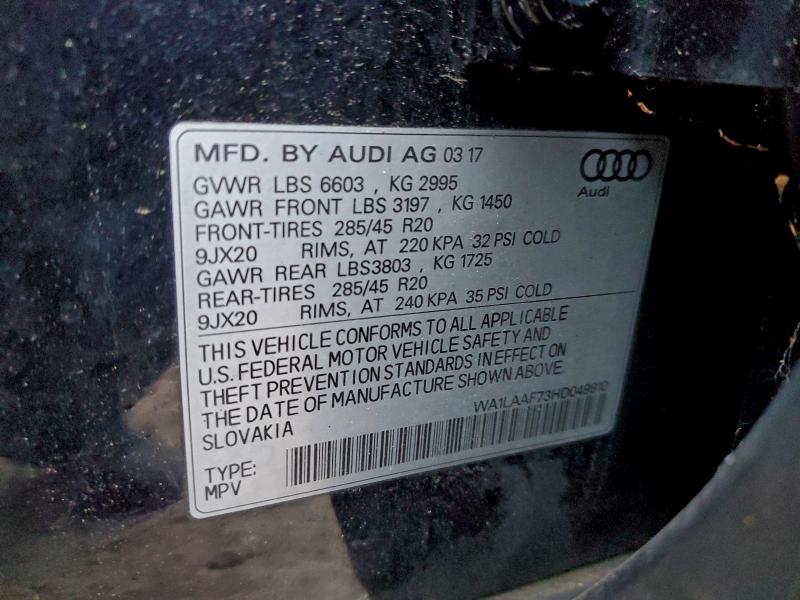 MFD. BY AUDI AG 03 17
Audi
GVWR LBS 6603 , KG 2995
GAWR FRONT LBS 3197 , KG 1450
FRONT-TIRES 285/45 R20
9JX20 RIMS, AT 220 KPA 32 PSI COLD
GAWR REAR LBS3803 , KG 1725
REAR-TIRES 285/45 R20
9JX20 RIMS, AT 240 KPA 35 PSI COLD
THIS VEHICLE CONFORMS TO ALL APPLICABLE
U.S. FEDERAL MOTOR VEHICLE SAFETY AND
THEFT PREVENTION STANDARDS IN EFFECT ON
THE DATE OF MANUFACTURE SHOWN ABOVE.
SLOVAKIA WA1LAAF73HD049910
TYPE:
MPV